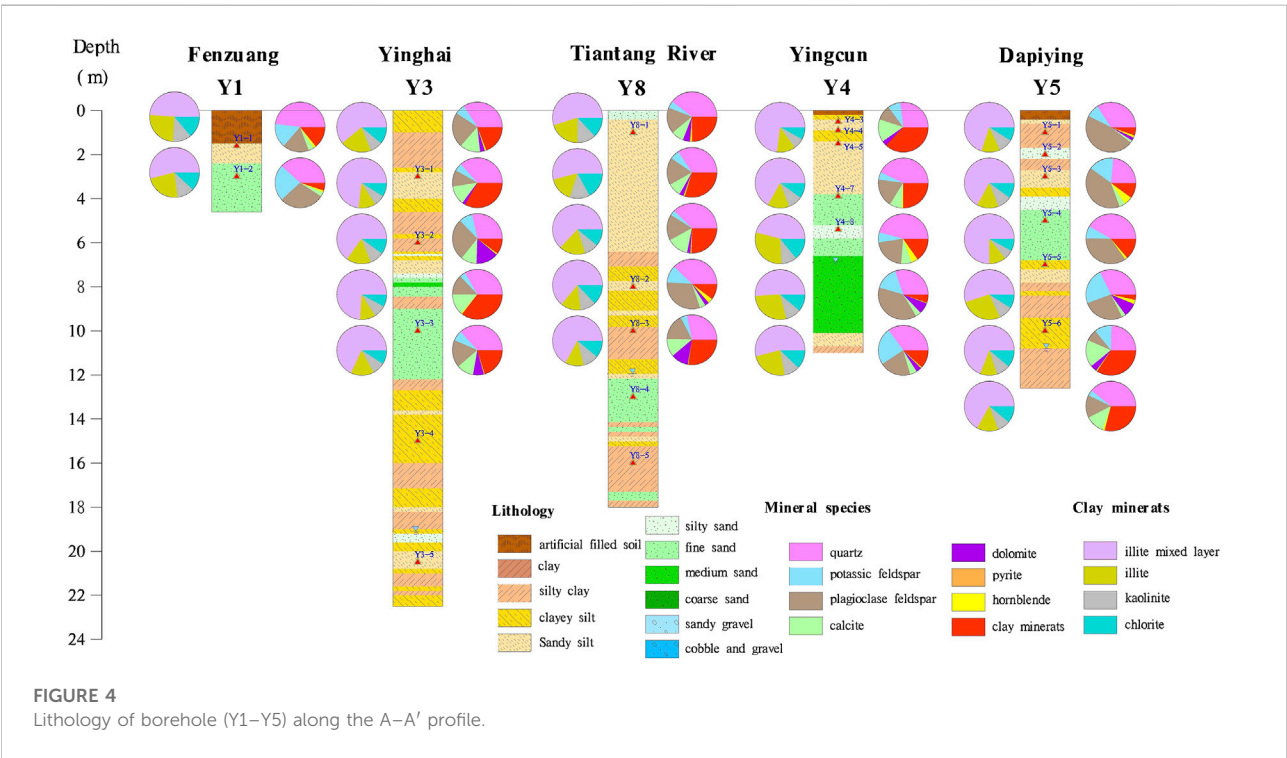 Depth
( m)
Fenzuang
Y1
Yinghai
Y3
Tiantang River
Y8
Yingcun
Y4
Dapiying
Y5
0
2
4
6
8
10
12
14
16
18
20
22
24
Y1-1
Y1-2
Y3-1
Y3-2
Y3-3
Y3-4
Y3-5
Y8-1
Y8-2
Y8-3
Y8-4
Y8-5
Y4-3
Y4-4
Y4-5
Y4-7
Y4-8
Y5-1
Y5-2
Y5-3
Y5-4
Y5-5
Y5-6
Lithology
artificial filled soil
clay
silty clay
clayey silt
Sandy silt
silty sand
fine sand
medium sand
coarse sand
sandy gravel
cobble and gravel
Mineral species
quartz
potassic feldspar
plagioclase feldspar
calcite
dolomite
pyrite
hornblende
clay minerats
Clay minerats
illite mixed layer
illite
kaolinite
chlorite
FIGURE 4
Lithology of borehole (Y1–Y5) along the A–A′ profile.